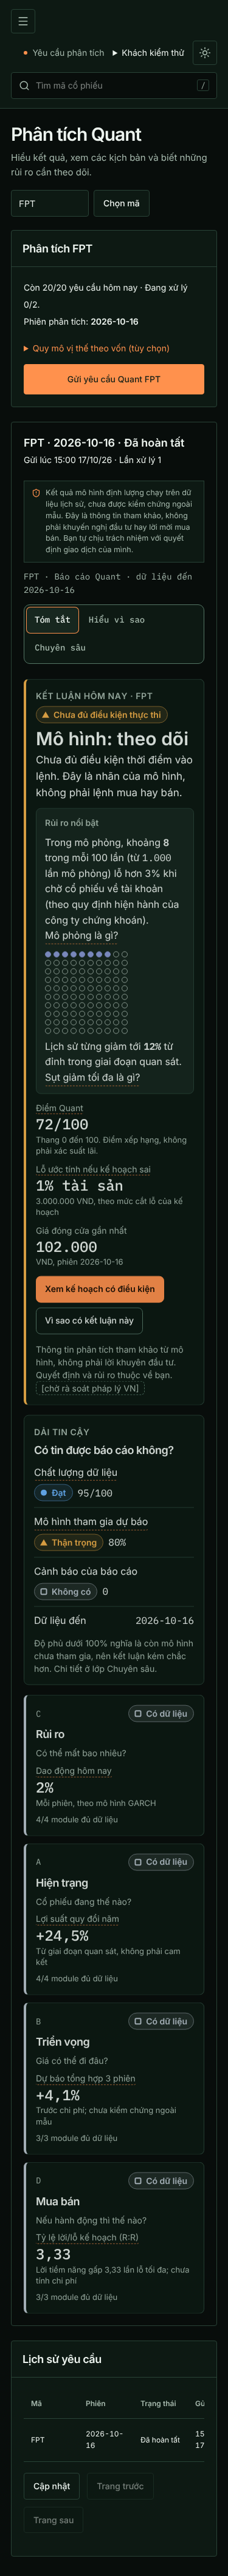 Yêu cầu phân tích
Khách kiểm thử
Tìm mã cổ phiếu
/
Phân tích Quant
Hiểu kết quả, xem các kịch bản và biết những
rủi ro cần theo dõi.
FPT
Chọn mã
Phân tích FPT
Còn 20/20 yêu cầu hôm nay · Đang xử lý
0/2.
Phiên phân tích: 2026-10-16
Quy mô vị thế theo vốn (tùy chọn)
Gửi yêu cầu Quant FPT
FPT · 2026-10-16 · Đã hoàn tất
Gửi lúc 15:00 17/10/26 · Lần xử lý 1
Kết quả mô hình định lượng chạy trên dữ
liệu lịch sử, chưa được kiểm chứng ngoài
mẫu. Đây là thông tin tham khảo, không
phải khuyến nghị đầu tư hay lời mời mua
bán. Bạn tự chịu trách nhiệm với quyết
định giao dịch của mình.
FPT · Báo cáo Quant · dữ liệu đến
2026-10-16
Tóm tắt
Hiểu vì sao
Chuyên sâu
KẾT LUẬN HÔM NAY · FPT
Chưa đủ điều kiện thực thi
Mô hình: theo dõi
Chưa đủ điều kiện thời điểm vào
lệnh. Đây là nhãn của mô hình,
không phải lệnh mua hay bán.
Rủi ro nổi bật
Trong mô phỏng, khoảng 8
trong mỗi 100 lần (từ 1.000
lần mô phỏng) lỗ hơn 3% khi
chờ cổ phiếu về tài khoản
(theo quy định hiện hành của
công ty chứng khoán).
Mô phỏng là gì?
Lịch sử từng giảm tới 12% từ
đỉnh trong giai đoạn quan sát.
Sụt giảm tối đa là gì?
Điểm Quant
72/100
Thang 0 đến 100. Điểm xếp hạng, không
phải xác suất lãi.
Lỗ ước tính nếu kế hoạch sai
1% tài sản
3.000.000 VND, theo mức cắt lỗ của kế
hoạch
Giá đóng cửa gần nhất
102.000
VND, phiên 2026-10-16
Xem kế hoạch có điều kiện
Vì sao có kết luận này
Thông tin phân tích tham khảo từ mô
hình, không phải lời khuyên đầu tư.
Quyết định và rủi ro thuộc về bạn.
[chờ rà soát pháp lý VN]
DẢI TIN CẬY
Có tin được báo cáo không?
Chất lượng dữ liệu
Đạt 95/100
Mô hình tham gia dự báo
Thận trọng 80%
Cảnh báo của báo cáo
Không có 0
Dữ liệu đến 2026-10-16
Độ phủ dưới 100% nghĩa là còn mô hình
chưa tham gia, nên kết luận kém chắc
hơn. Chi tiết ở lớp Chuyên sâu.
C
Có dữ liệu
Rủi ro
Có thể mất bao nhiêu?
Dao động hôm nay
2%
Mỗi phiên, theo mô hình GARCH
4/4 module đủ dữ liệu
A
Có dữ liệu
Hiện trạng
Cổ phiếu đang thế nào?
Lợi suất quy đổi năm
+24,5%
Từ giai đoạn quan sát, không phải cam
kết
4/4 module đủ dữ liệu
B
Có dữ liệu
Triển vọng
Giá có thể đi đâu?
Dự báo tổng hợp 3 phiên
+4,1%
Trước chi phí; chưa kiểm chứng ngoài
mẫu
3/3 module đủ dữ liệu
D
Có dữ liệu
Mua bán
Nếu hành động thì thế nào?
Tỷ lệ lời/lỗ kế hoạch (R:R)
3,33
Lời tiềm năng gấp 3,33 lần lỗ tối đa; chưa
tính chi phí
3/3 module đủ dữ liệu
Lịch sử yêu cầu
Mã Phiên Trạng thái
FPT 2026-10-16 Đã hoàn tất 15 17
Cập nhật
Trang trước
Trang sau